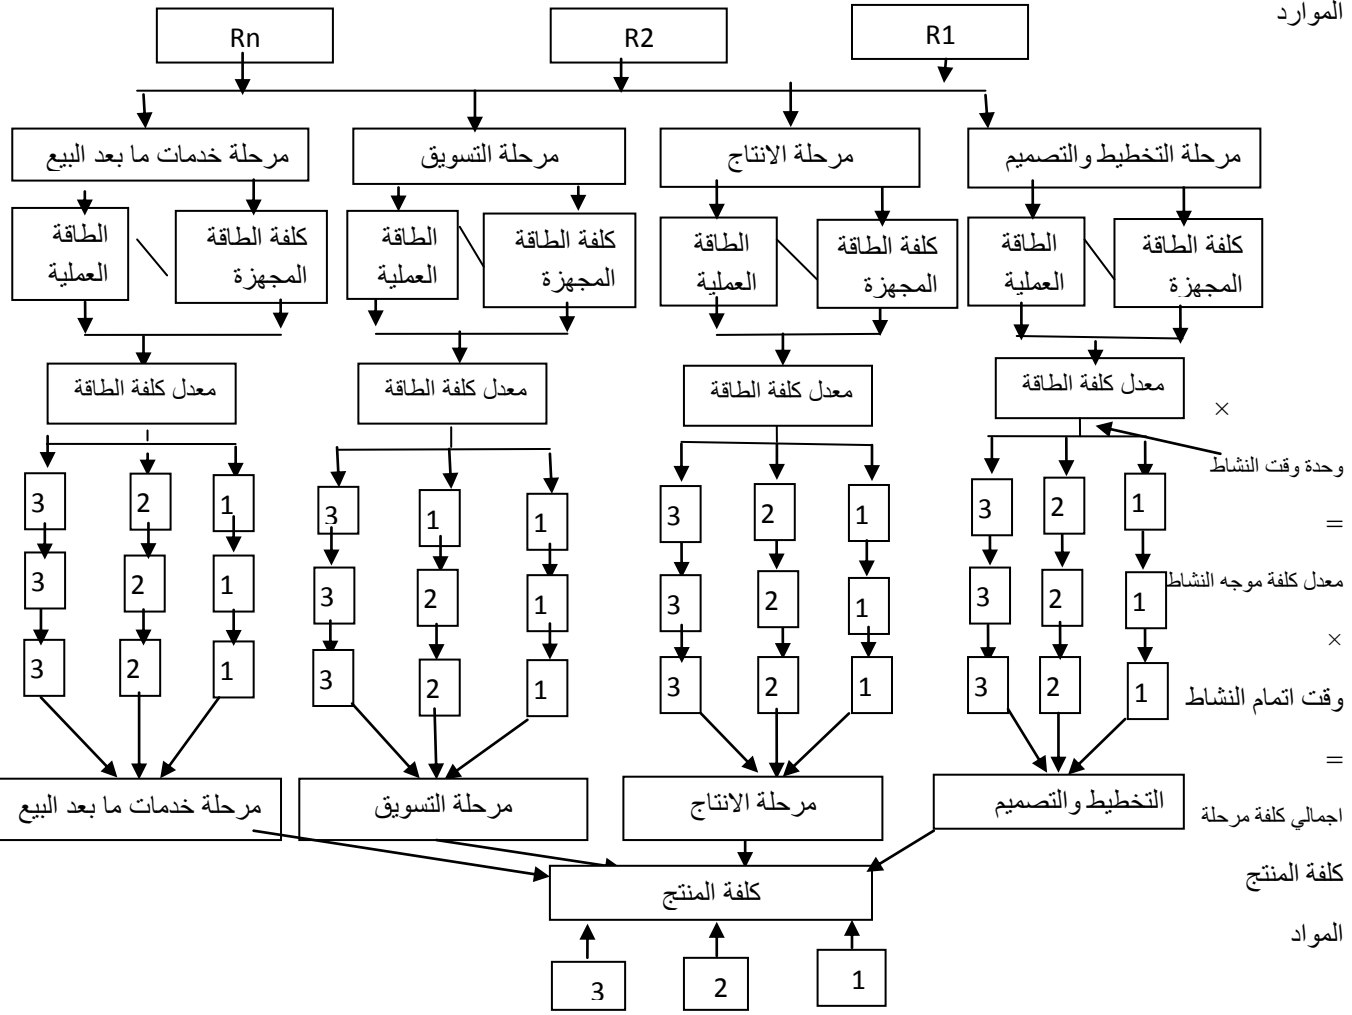 الموارد
R1
R2
Rn
مرحلة التخطيط والتصميم
مرحلة الانتاج
مرحلة التسويق
مرحلة خدمات ما بعد البيع
كلفة الطاقة
المجهزة
الطاقة
العملية
كلفة الطاقة
المجهزة
الطاقة
العملية
كلفة الطاقة
المجهزة
الطاقة
العملية
كلفة الطاقة
المجهزة
الطاقة
العملية
معدل كلفة الطاقة
معدل كلفة الطاقة
معدل كلفة الطاقة
معدل كلفة الطاقة
×
وحدة وقت النشاط
1
2
3
1
2
3
1
1
3
1
2
3
=
معدل كلفة موجه النشاط
1
2
3
1
2
3
1
2
3
1
2
3
×
وقت اتمام النشاط
1
2
3
1
2
3
1
2
3
1
2
3
=
اجمالي كلفة مرحلة
التخطيط والتصميم
مرحلة الانتاج
مرحلة التسويق
مرحلة خدمات ما بعد البيع
كلفة المنتج
كلفة المنتج
المواد
1
2
3